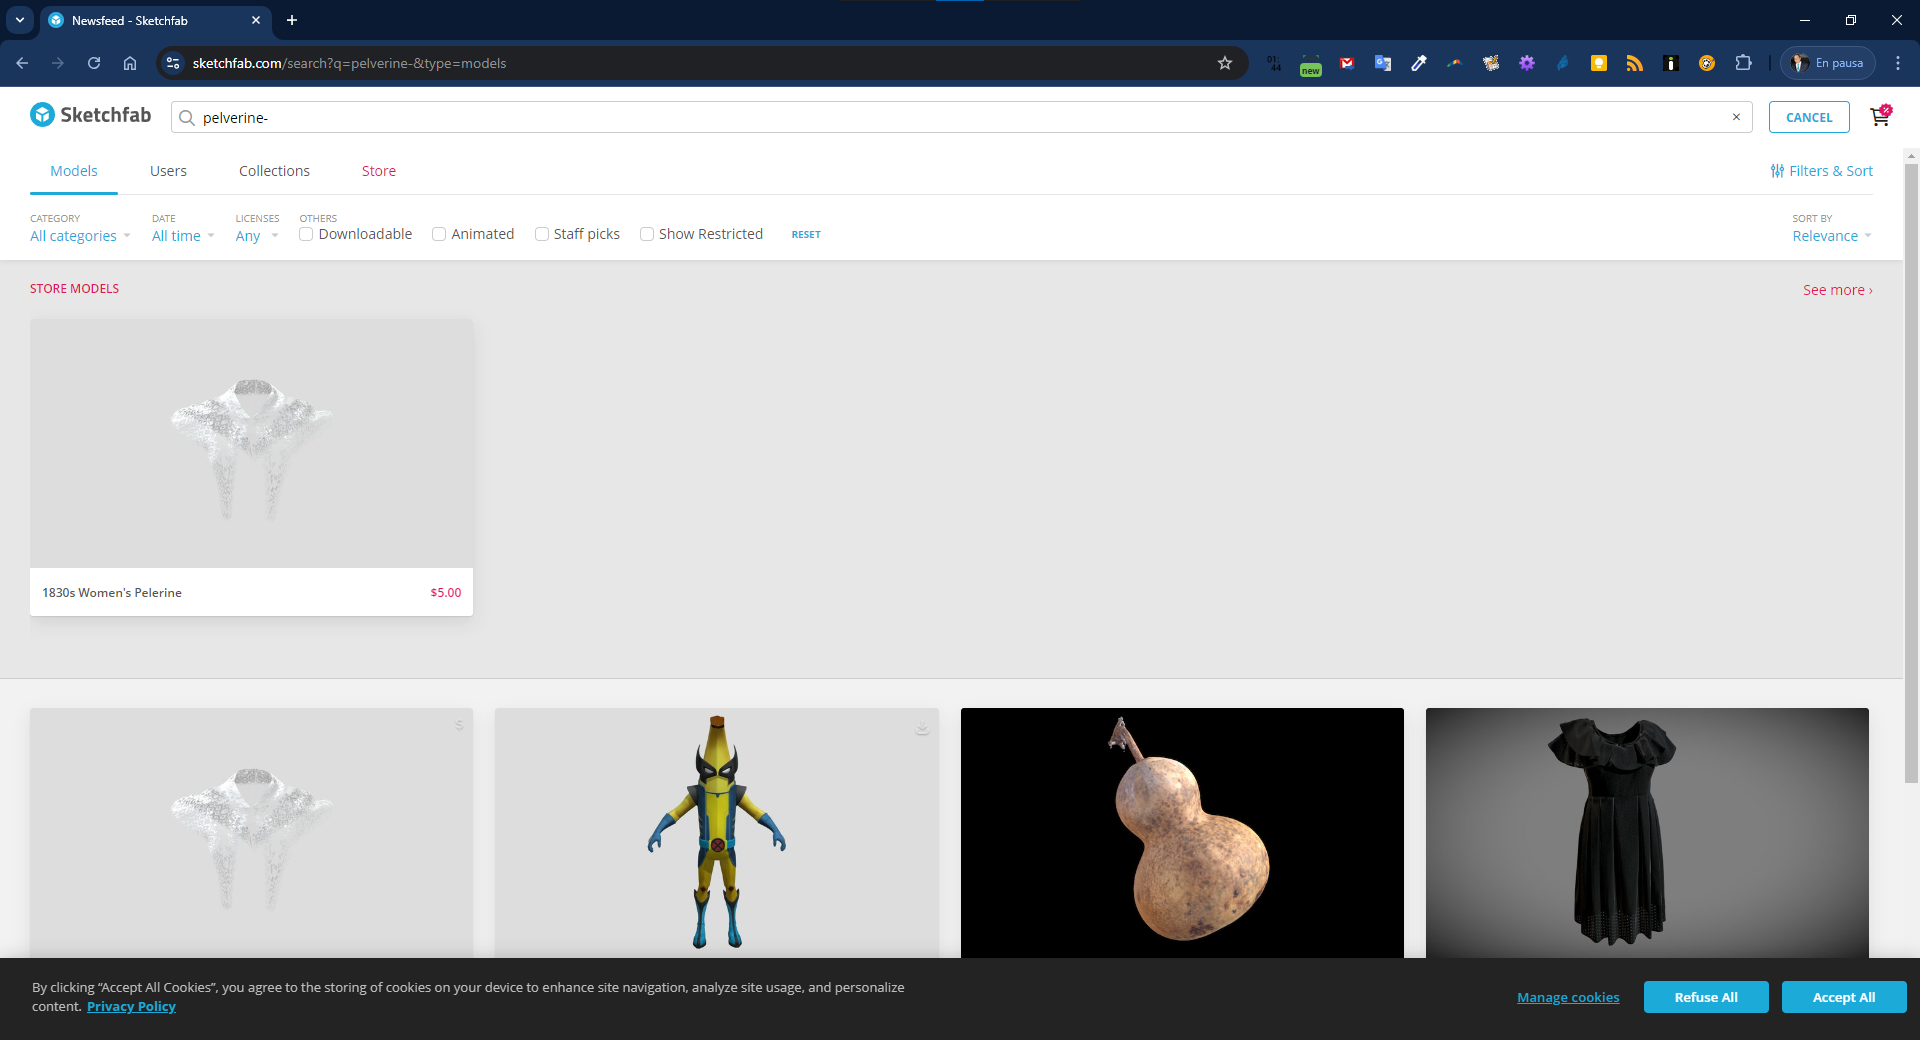 Newsfeed - Sketchfab
sketchfab.com/search?q=pelverine-&type=models
01:
44
new
En pausa
Sketchfab
pelverine-
CANCEL
Models
Users
Collections
Store
Filters & Sort
CATEGORY
All categories
DATE
All time
LICENSES
Any
OTHERS
Downloadable
Animated
Staff picks
Show Restricted
RESET
SORT BY
Relevance
STORE MODELS
See more ›
1830s Women's Pelerine
$5.00
$
By clicking “Accept All Cookies”, you agree to the storing of cookies on your device to enhance site navigation, analyze site usage, and personalize
content. Privacy Policy
Manage cookies
Refuse All
Accept All